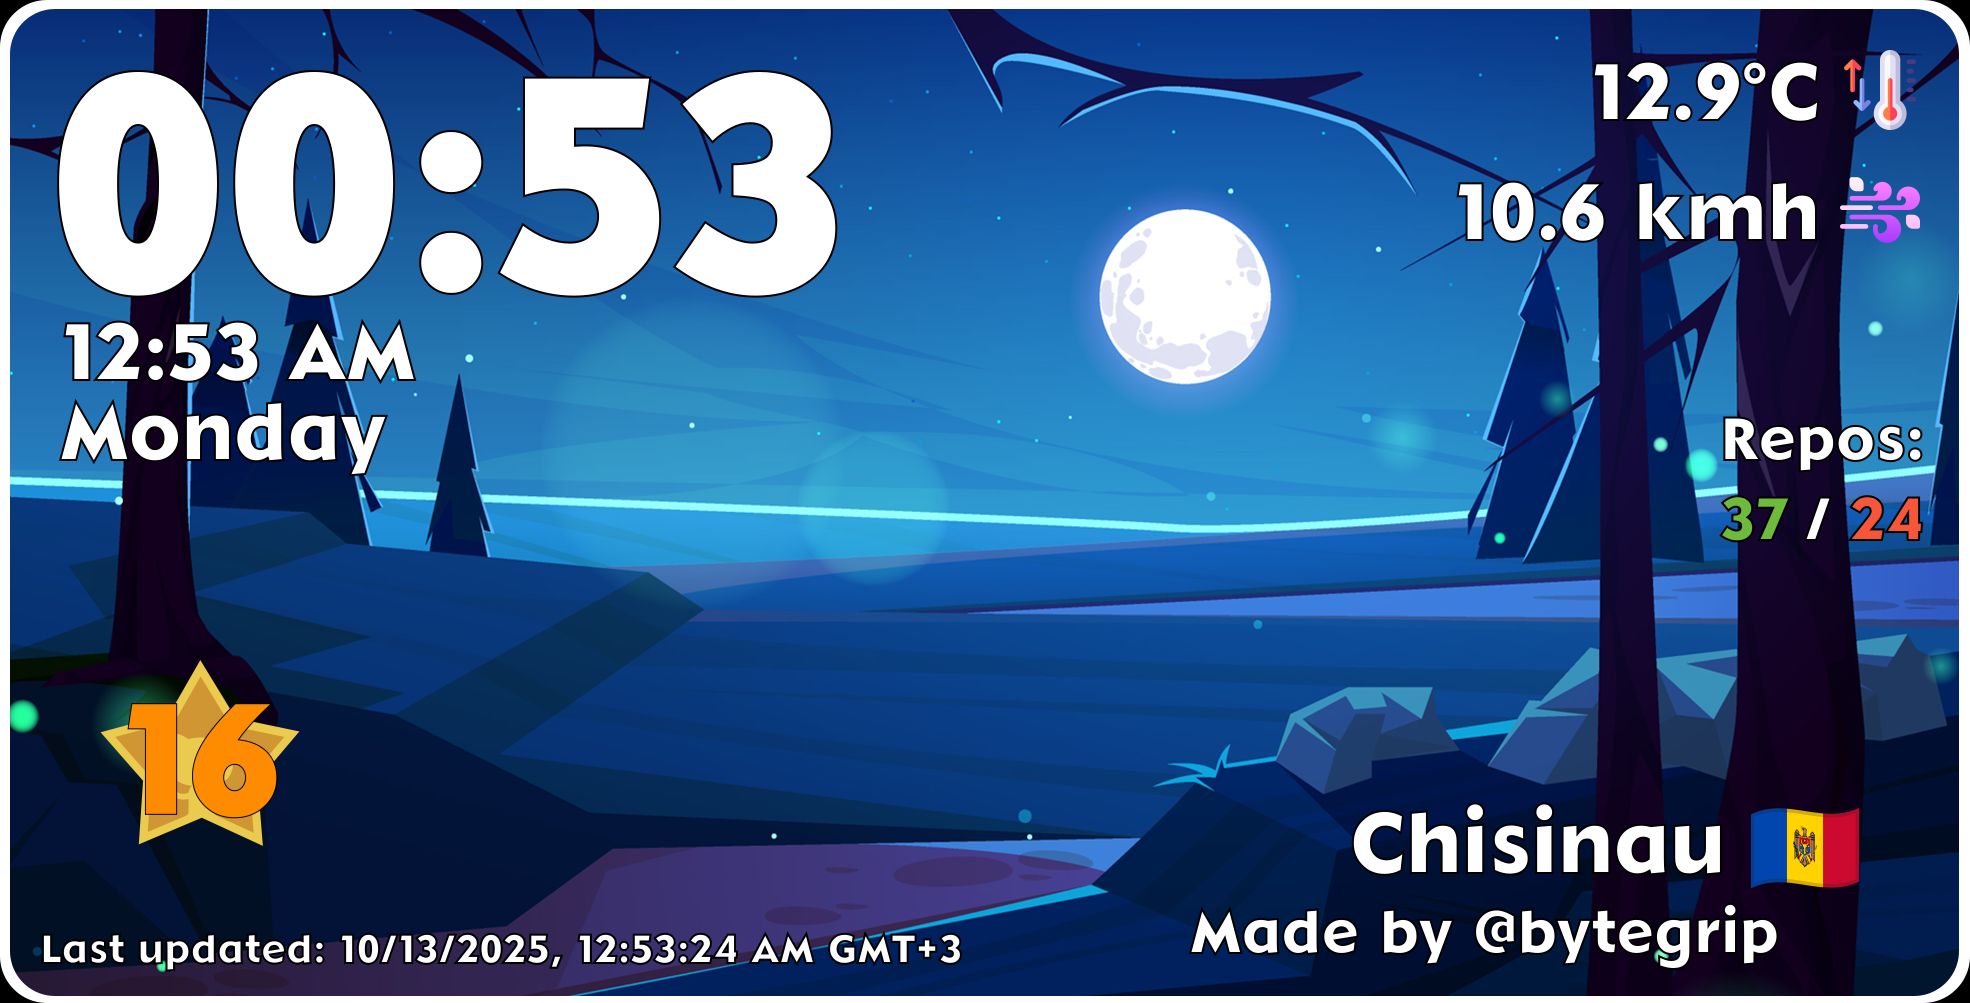 00:53
12:53 AM
Monday
12.9°C
10.6 kmh
Repos:
37 / 24
16
Chisinau
Made by @bytegrip
Last updated: 10/13/2025, 12:53:24 AM GMT+3